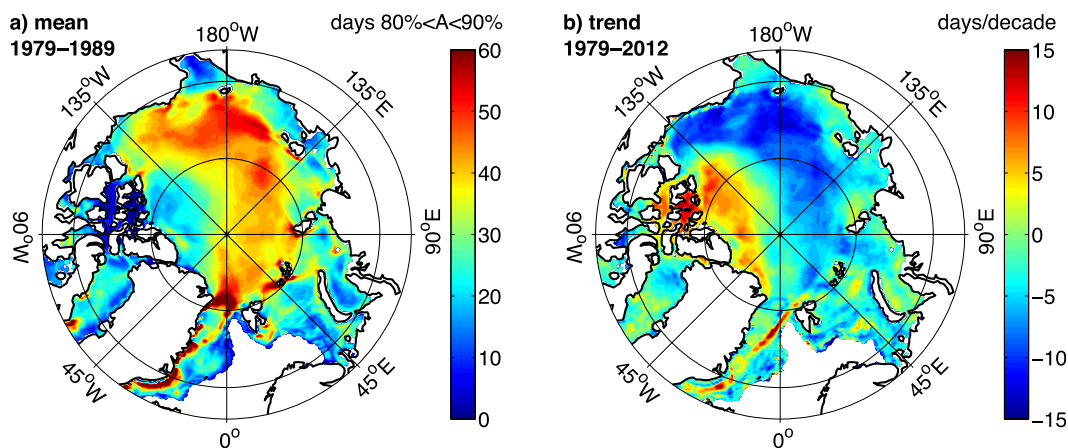 a) mean
1979–1989
180°W
days 80%<A<90%
135°W
135°E
90°W
90°E
45°W
45°E
0°
60
50
40
30
20
10
0
b) trend
1979–2012
180°W
days/decade
135°W
135°E
90°W
90°E
45°W
45°E
0°
15
10
5
0
−5
−10
−15